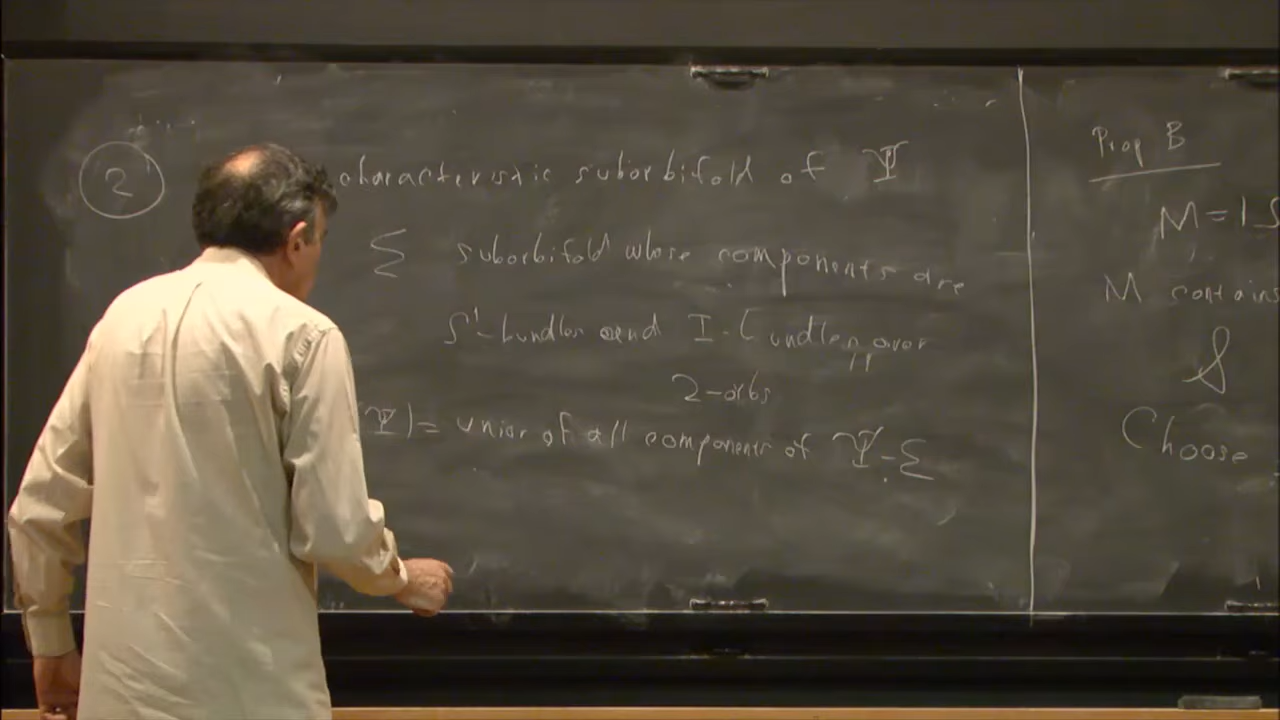 2 characteristic suborbifold of Ψ
Σ suborbifold whose components are
S¹-bundles and I-bundles over
2-orbs
Ψ) = union of all components of Ψ-Σ
Prop B
M = 1S
M contains
S
Choose